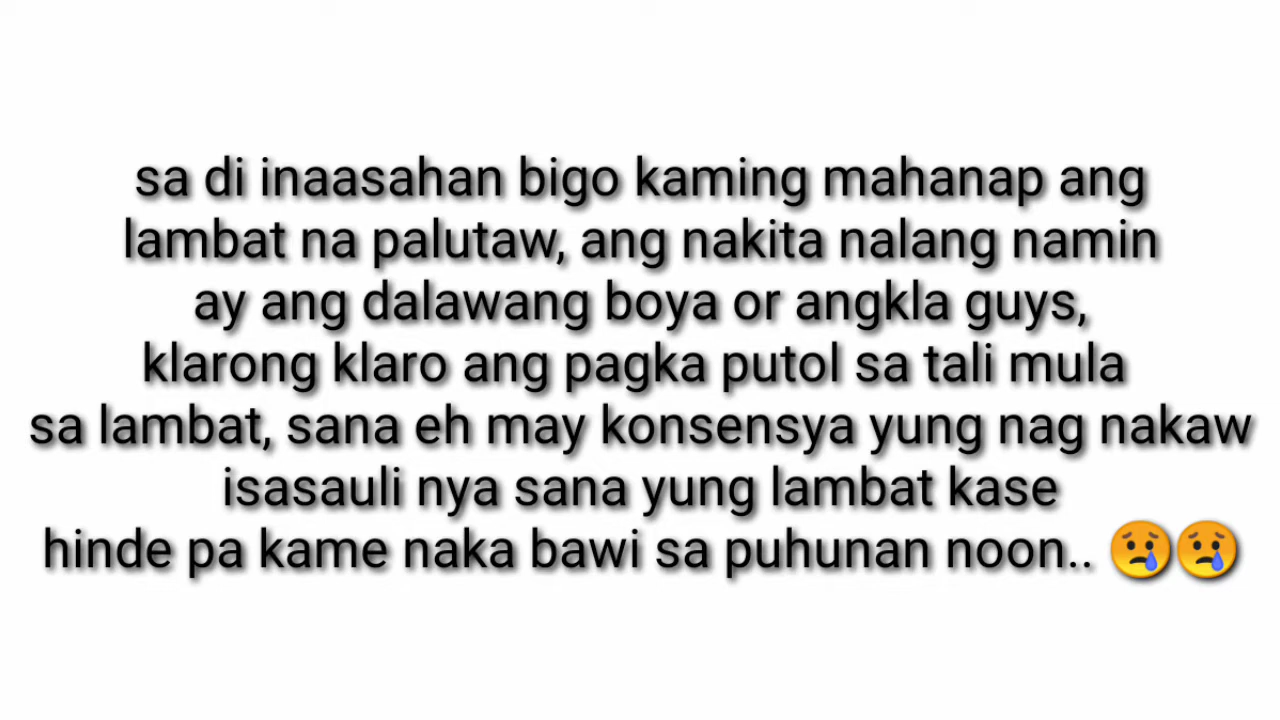 sa di inaasahan bigo kaming mahanap ang
lambat na palutaw, ang nakita nalang namin
ay ang dalawang boya or angkla guys,
klarong klaro ang pagka putol sa tali mula
sa lambat, sana eh may konsensya yung nag nakaw
isasauli nya sana yung lambat kase
hinde pa kame naka bawi sa puhunan noon.. 😢😢